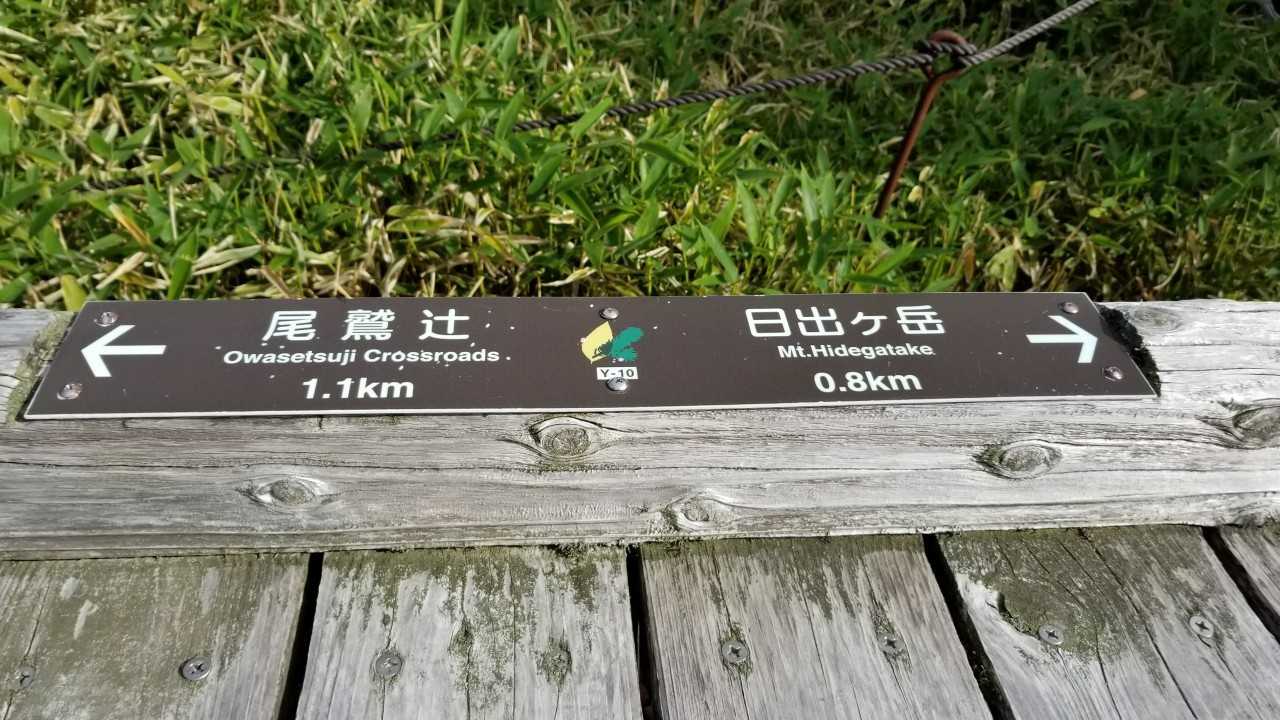 尾鷲辻
Owasetsuji Crossroads
1.1km
Y-10
日出ヶ岳
Mt.Hidegatake
0.8km